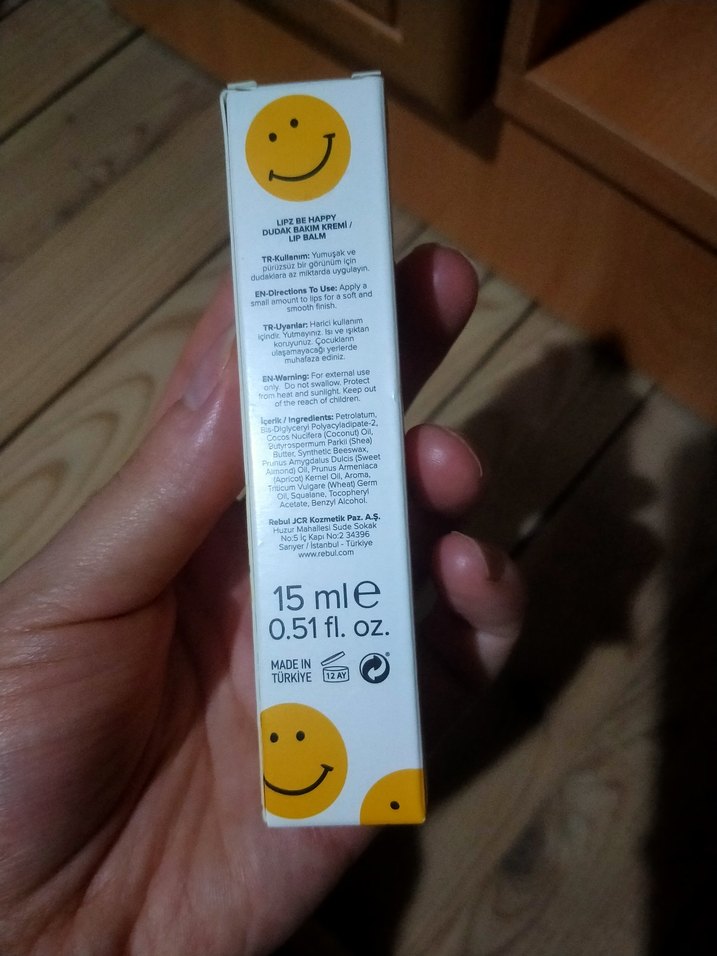 LIPZ BE HAPPY
DUDAK BAKIM KREMİ /
LIP BALM
TR-Kullanım: Yumuşak ve
pürüzsüz bir görünüm için
dudaklara az miktarda uygulayın.
EN-Directions To Use: Apply a
small amount to lips for a soft and
smooth finish.
TR-Uyarılar: Harici kullanım
içindir. Yutmayınız. Isı ve ışıktan
koruyunuz. Çocukların
ulaşamayacağı yerlerde
muhafaza ediniz.
EN-Warning: For external use
only. Do not swallow. Protect
from heat and sunlight. Keep out
of the reach of children.
İçerik / Ingredients: Petrolatum,
Bis-Diglyceryl Polyacyladipate-2,
Cocos Nucifera (Coconut) Oil,
Butyrospermum Parkii (Shea)
Butter, Synthetic Beeswax,
Prunus Amygdalus Dulcis (Sweet
Almond) Oil, Prunus Armeniaca
(Apricot) Kernel Oil, Aroma,
Triticum Vulgare (Wheat) Germ
Oil, Squalane, Tocopheryl
Acetate, Benzyl Alcohol.
Rebul JCR Kozmetik Paz. A.Ş.
Huzur Mahallesi Sude Sokak
No:5 İç Kapı No:2 34396
Sarıyer / İstanbul - Türkiye
www.rebul.com
15 ml e
0.51 fl. oz.
MADE IN
TÜRKİYE
12 AY